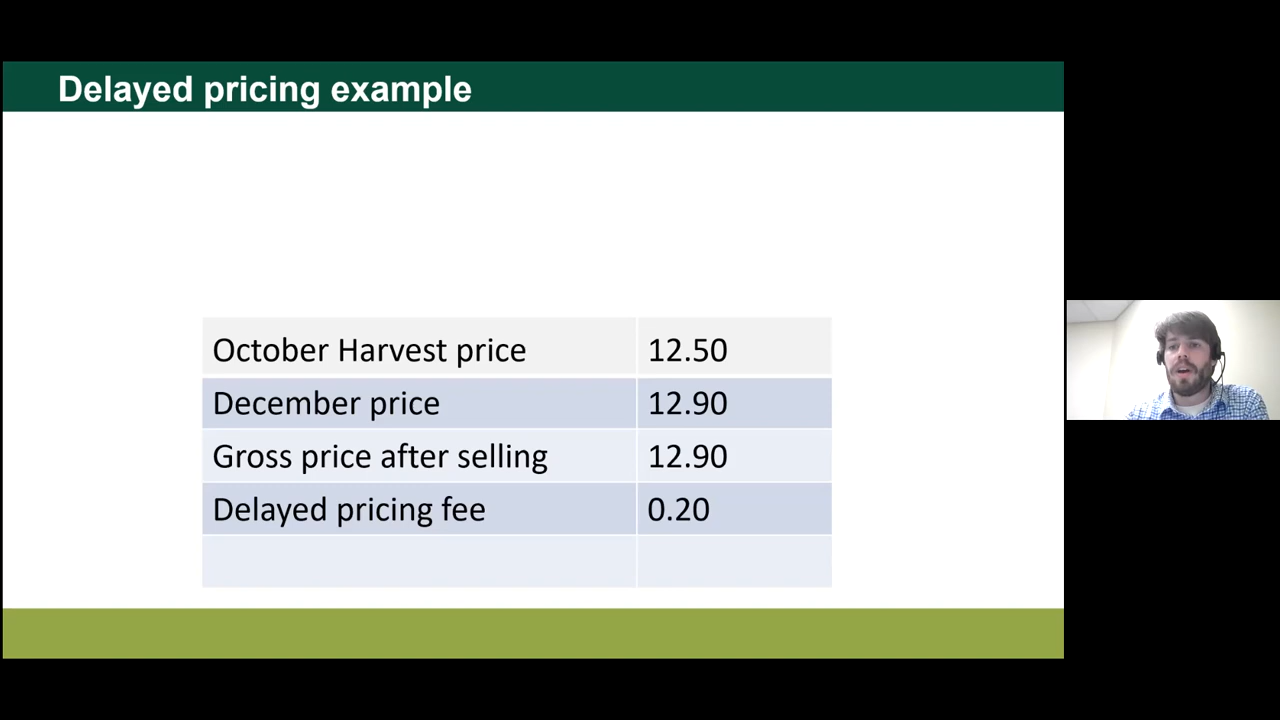 Delayed pricing example
October Harvest price 12.50
December price 12.90
Gross price after selling 12.90
Delayed pricing fee 0.20